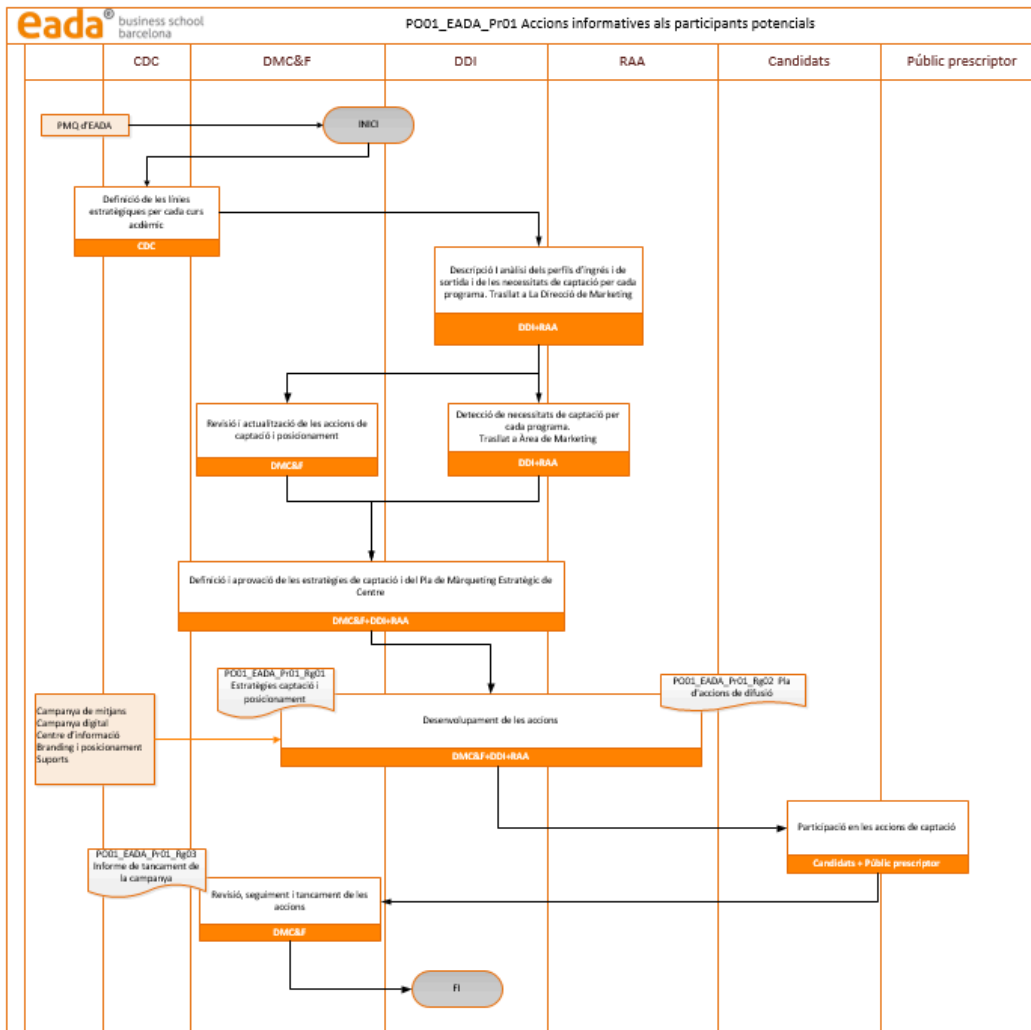 eada® business school
barcelona
PO01_EADA_Pr01 Accions informatives als participants potencials
CDC
DMC&F
DDI
RAA
Candidats
Públic prescriptor
PMQ d'EADA
INICI
Definició de les línies
estratègiques per cada curs
acdèmic
CDC
Descripció I anàlisi dels perfils d'ingrés i de
sortida i de les necessitats de captació per cada
programa. Trasllat a La Direcció de Marketing
DDI+RAA
Revisió i actualització de les accions de
captació i posicionament
DMC&F
Detecció de necessitats de captació per
cada programa.
Trasllat a Àrea de Marketing
DDI+RAA
Definició i aprovació de les estratègies de captació i del Pla de Màrqueting Estratègic de
Centre
DMC&F+DDI+RAA
PO01_EADA_Pr01_Rg01
Estratègies captació i
posicionament
PO01_EADA_Pr01_Rg02 Pla
d'accions de difusió
Campanya de mitjans
Campanya digital
Centre d'informació
Branding i posicionament
Suports
Desenvolupament de les accions
DMC&F+DDI+RAA
Participació en les accions de captació
Candidats + Públic prescriptor
PO01_EADA_Pr01_Rg03
Informe de tancament de
la campanya
Revisió, seguiment i tancament de les
accions
DMC&F
FI